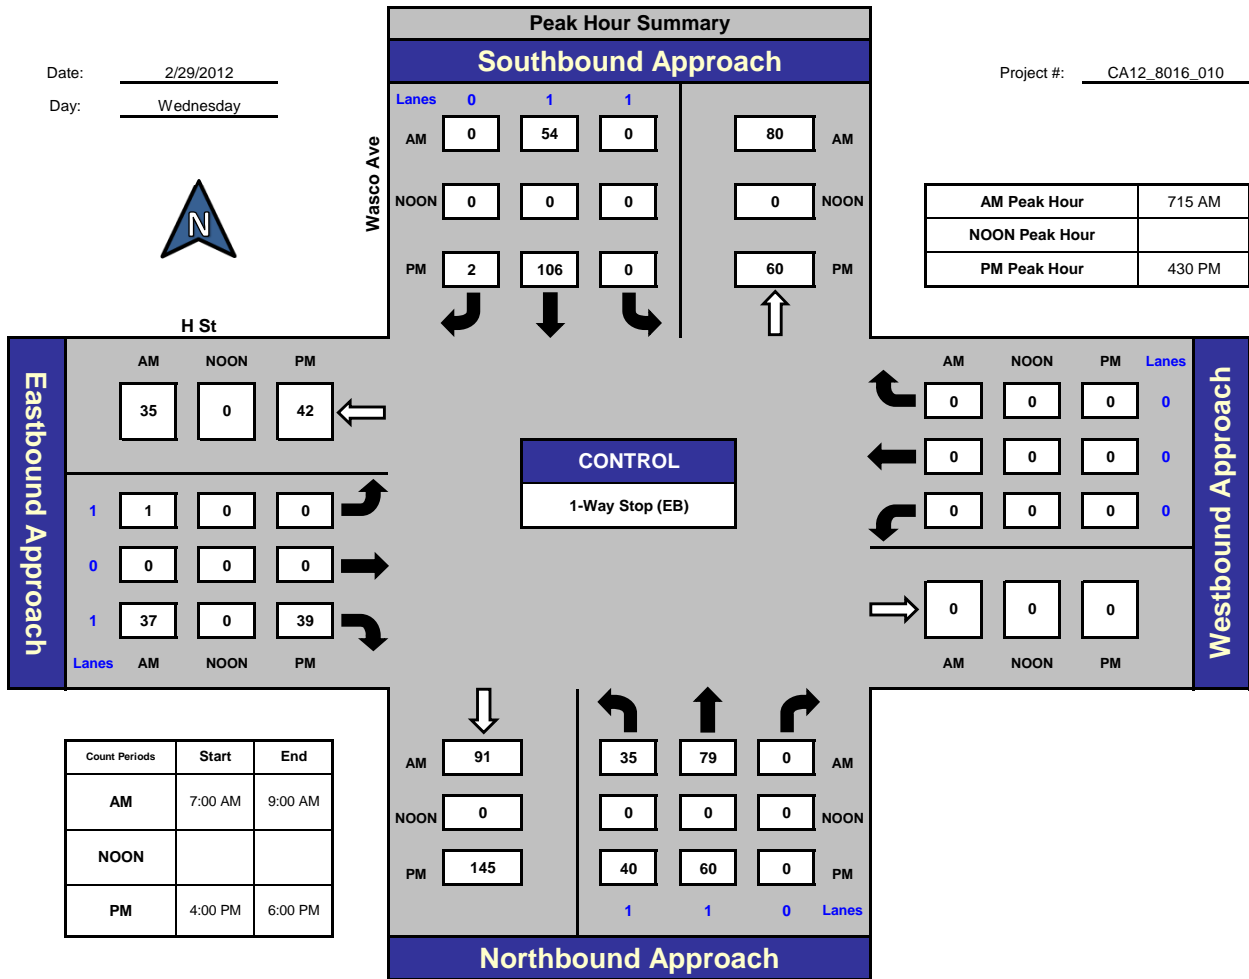 Peak Hour Summary
Southbound Approach
Date: 2/29/2012
Day: Wednesday
Project #: CA12_8016_010
N
Wasco Ave
Lanes 0 1 1
AM 0 54 0 80 AM
NOON 0 0 0 0 NOON
PM 2 106 0 60 PM
AM Peak Hour 715 AM
NOON Peak Hour
PM Peak Hour 430 PM
H St
Eastbound Approach
AM NOON PM
35 0 42
1 1 0 0
0 0 0 0
1 37 0 39
Lanes AM NOON PM
CONTROL
1-Way Stop (EB)
AM NOON PM Lanes
0 0 0 0
0 0 0 0
0 0 0 0
0 0 0
AM NOON PM
Westbound Approach
Count Periods Start End
AM 7:00 AM 9:00 AM
NOON
PM 4:00 PM 6:00 PM
AM 91 35 79 0 AM
NOON 0 0 0 0 NOON
PM 145 40 60 0 PM
1 1 0 Lanes
Northbound Approach